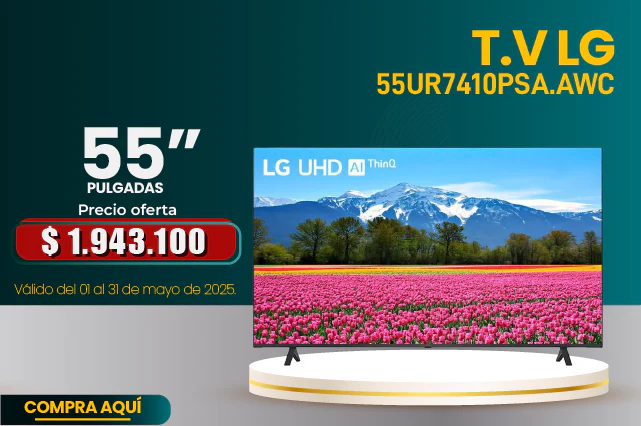 T.V LG
55UR7410PSA.AWC
55”
PULGADAS
Precio oferta
$ 1.943.100
Válido del 01 al 31 de mayo de 2025.
LG UHD AI ThinQ
COMPRA AQUÍ